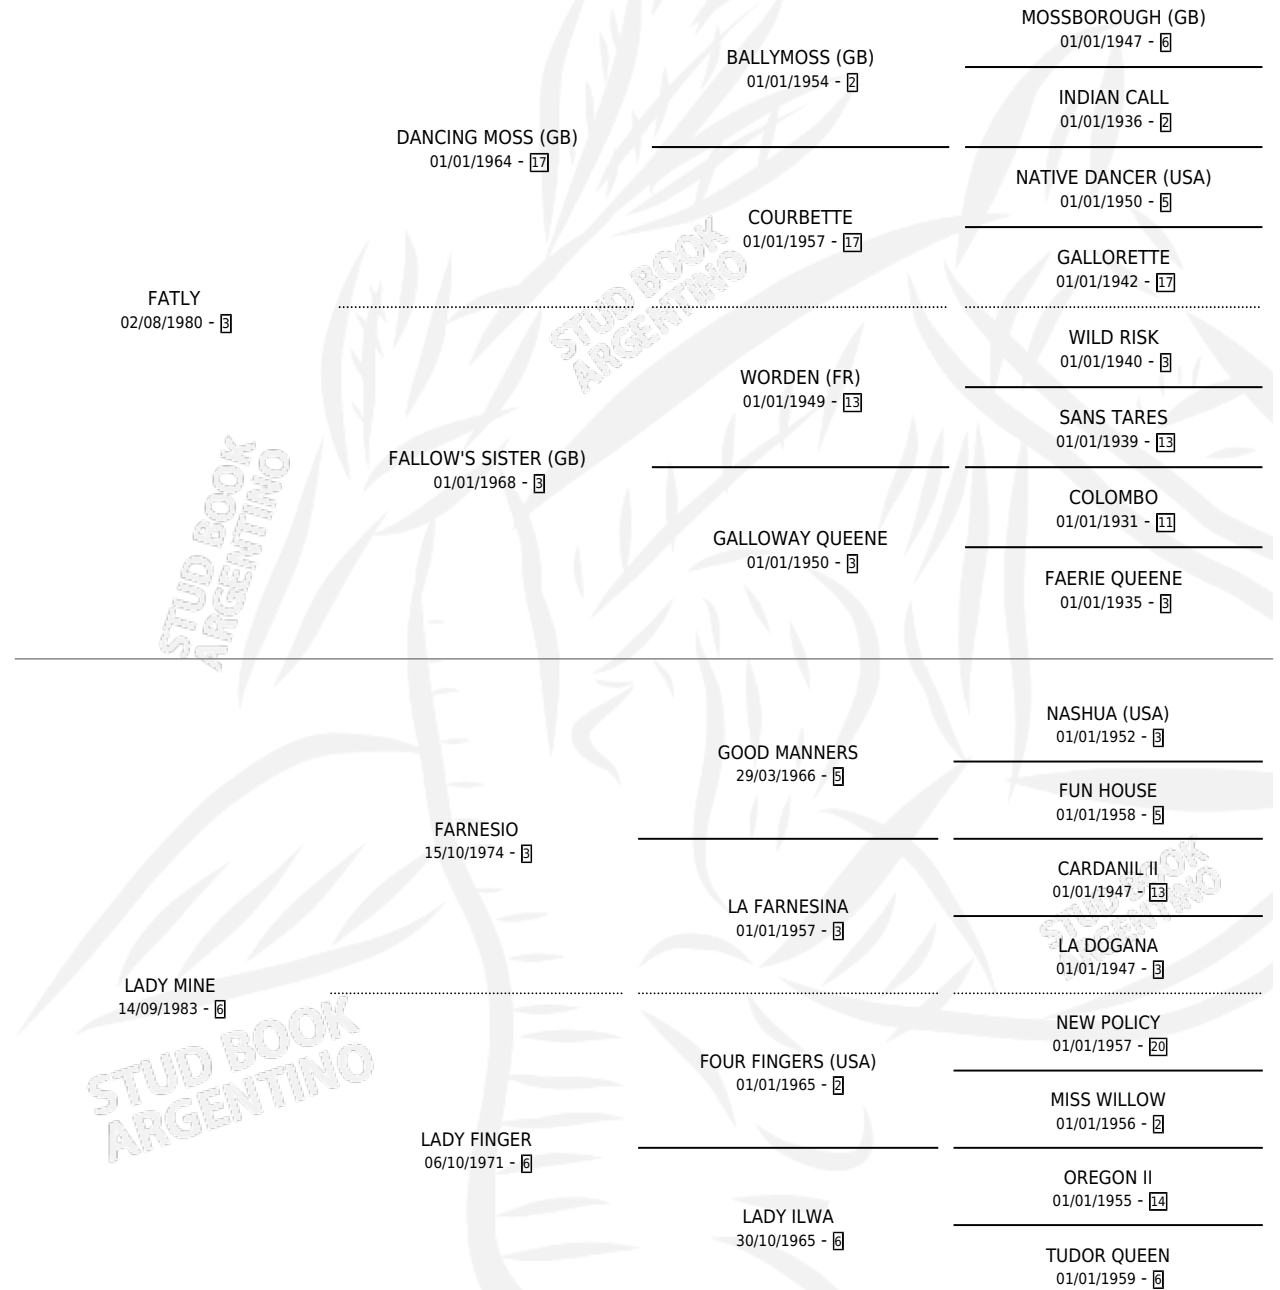 MOSSBOROUGH (GB)
01/01/1947 - 6
BALLYMOSS (GB)
01/01/1954 - 2
INDIAN CALL
01/01/1936 - 2
DANCING MOSS (GB)
01/01/1964 - 17
NATIVE DANCER (USA)
01/01/1950 - 5
COURBETTE
01/01/1957 - 17
GALLORETTE
01/01/1942 - 17
FATLY
02/08/1980 - 3
WILD RISK
01/01/1940 - 3
WORDEN (FR)
01/01/1949 - 13
SANS TARES
01/01/1939 - 13
FALLOW'S SISTER (GB)
01/01/1968 - 3
COLOMBO
01/01/1931 - 11
GALLOWAY QUEENE
01/01/1950 - 3
FAERIE QUEENE
01/01/1935 - 3
STUD BOOK
ARGENTINO
STUD BOOK
ARGENTINO
NASHUA (USA)
01/01/1952 - 3
GOOD MANNERS
29/03/1966 - 5
FUN HOUSE
01/01/1958 - 5
FARNESIO
15/10/1974 - 3
CARDANIL II
01/01/1947 - 13
LA FARNESINA
01/01/1957 - 3
LA DOGANA
01/01/1947 - 3
LADY MINE
14/09/1983 - 6
NEW POLICY
01/01/1957 - 20
FOUR FINGERS (USA)
01/01/1965 - 2
MISS WILLOW
01/01/1956 - 2
LADY FINGER
06/10/1971 - 6
OREGON II
01/01/1955 - 14
LADY ILWA
30/10/1965 - 6
TUDOR QUEEN
01/01/1959 - 6
STUD BOOK
ARGENTINO
STUD BOOK
ARGENTINO